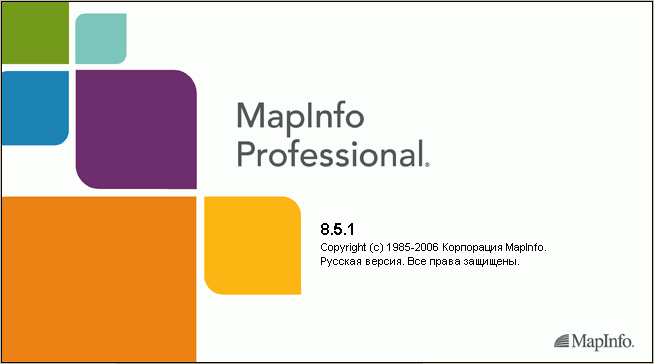 MapInfo
Professional®
8.5.1
Copyright (c) 1985-2006 Корпорация MapInfo.
Русская версия. Все права защищены.
MapInfo.